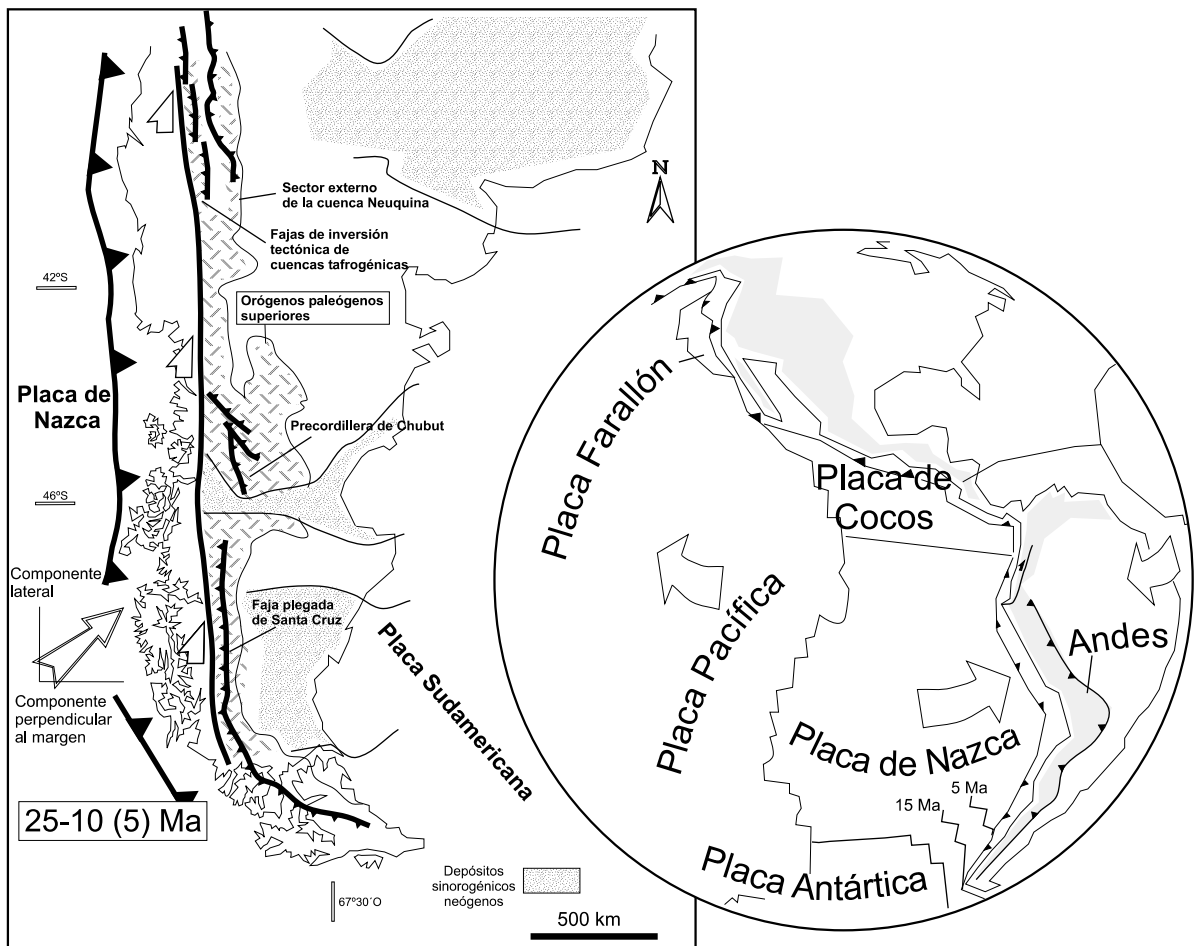 N
Sector externo
de la cuenca Neuquina
Fajas de inversión
tectónica de
cuencas tafrogénicas
42ºS
Orógenos paleógenos
superiores
Placa de
Nazca
Precordillera de Chubut
46ºS
Componente
lateral
Faja plegada
de Santa Cruz
Placa Sudamericana
Componente
perpendicular
al margen
25-10 (5) Ma
Depósitos
sinorogénicos
neógenos
67º30´O
500 km
Placa Farallón
Placa de
Cocos
Placa Pacífica
Andes
Placa de Nazca
5 Ma
15 Ma
Placa Antártica